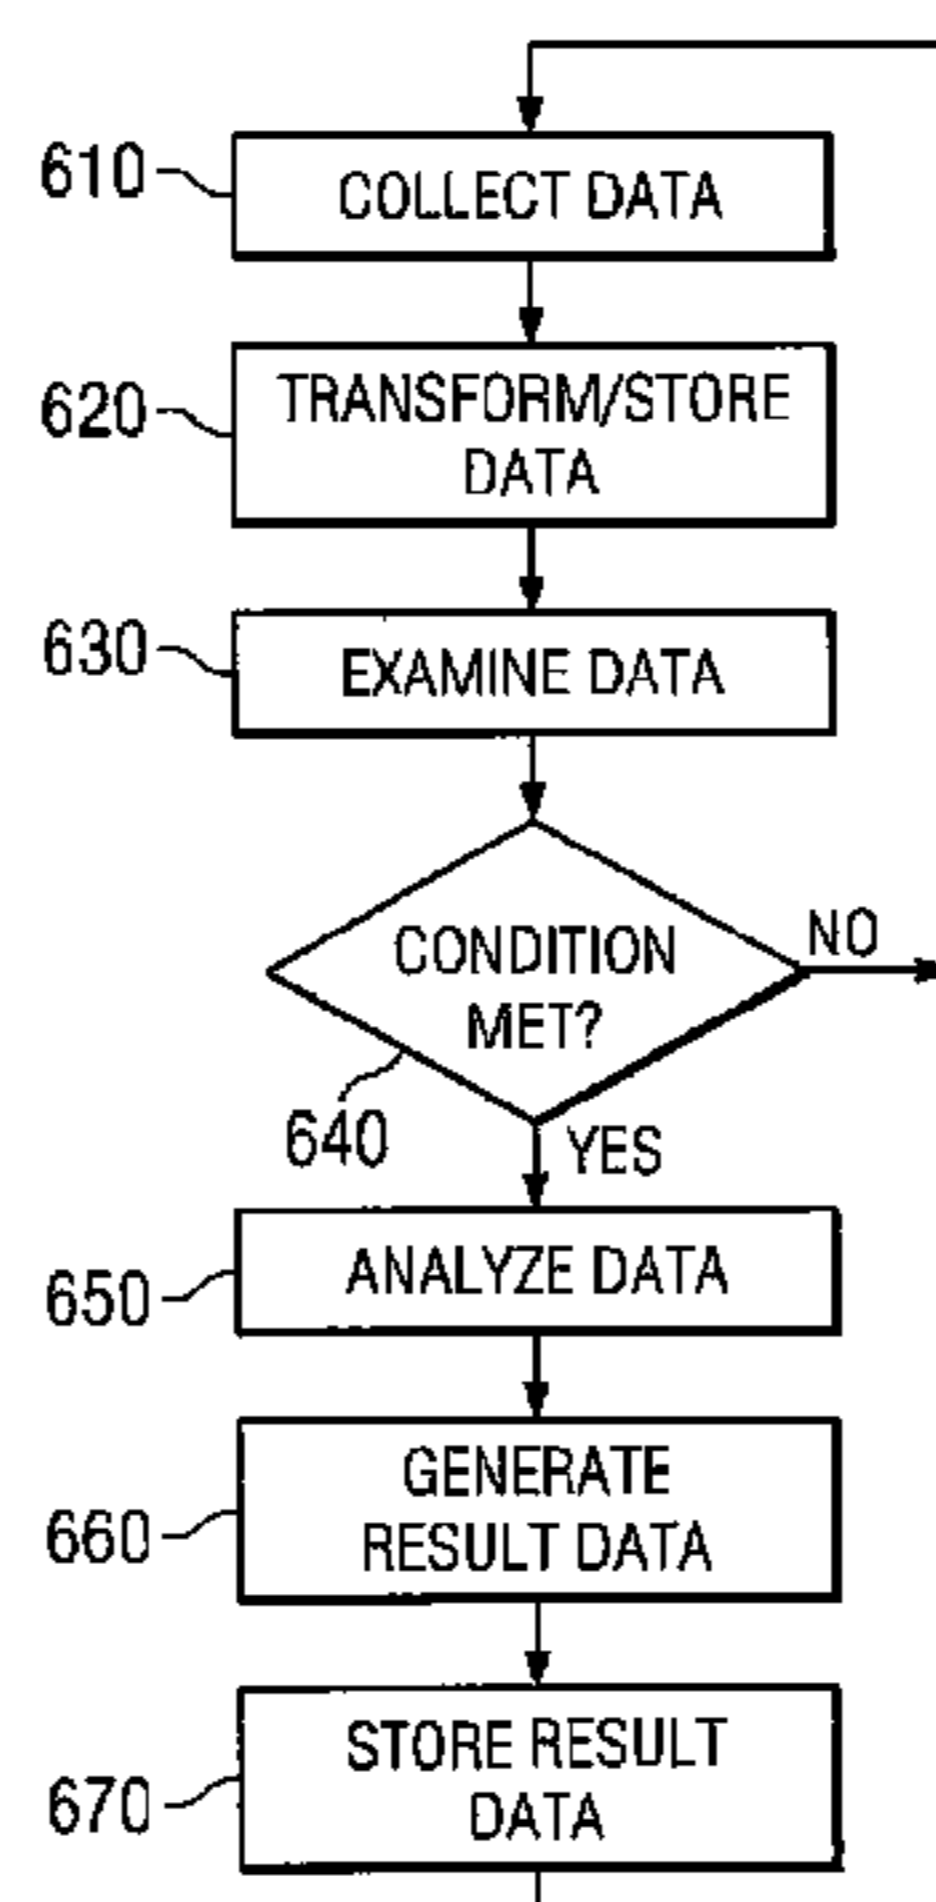 610
COLLECT DATA
620
TRANSFORM/STORE
DATA
630
EXAMINE DATA
CONDITION
MET?
NO
640
YES
650
ANALYZE DATA
660
GENERATE
RESULT DATA
670
STORE RESULT
DATA